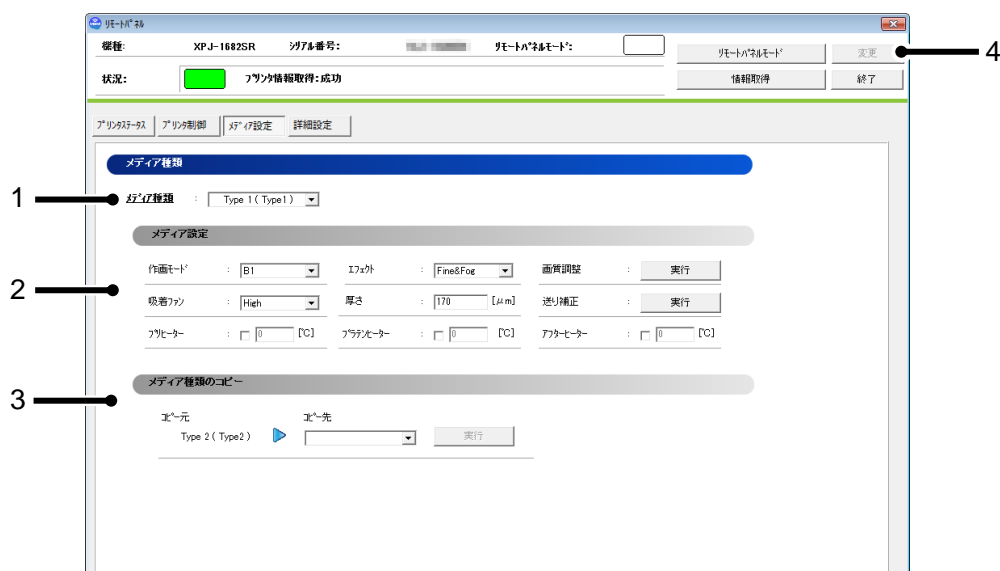 ﾘﾓｰﾄﾊﾟﾈﾙ
機種: XPJ-1682SR ｼﾘｱﾙ番号: ﾘﾓｰﾄﾊﾟﾈﾙﾓｰﾄﾞ:
ﾘﾓｰﾄﾊﾟﾈﾙﾓｰﾄﾞ 変更 4
状況: ﾌﾟﾘﾝﾀ情報取得:成功 情報取得 終了
ﾌﾟﾘﾝﾀｽﾃｰﾀｽ ﾌﾟﾘﾝﾀ制御 ﾒﾃﾞｨｱ設定 詳細設定
メディア種類
1 ﾒﾃﾞｨｱ種類 : Type 1 ( Type1 )
メディア設定
作画ﾓｰﾄﾞ : B1 ｴﾌｪｸﾄ : Fine&Fog 画質調整 : 実行
2
吸着ﾌｧﾝ : High 厚さ : 170 [μm] 送り補正 : 実行
ﾌﾟﾘﾋｰﾀｰ : 0 [℃] ﾌﾟﾗﾃﾝﾋｰﾀｰ : 0 [℃] ｱﾌﾀｰﾋｰﾀｰ : 0 [℃]
メディア種類のコピー
3
ｺﾋﾟｰ元 ｺﾋﾟｰ先
Type 2 ( Type2 ) 実行